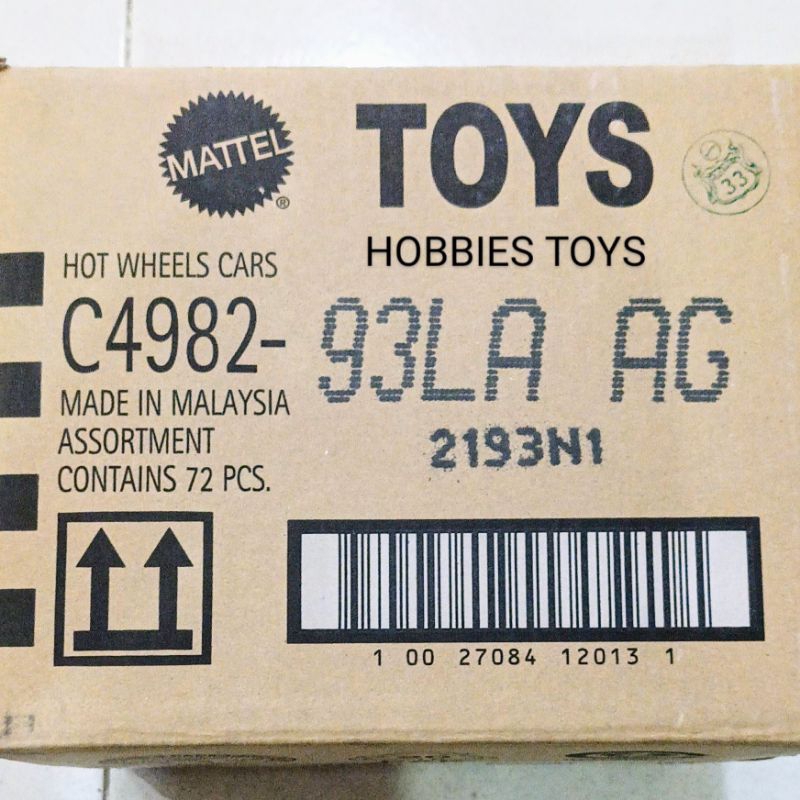 MATTEL®
TOYS
33
HOBBIES TOYS
HOT WHEELS CARS
C4982- 93LA AG
MADE IN MALAYSIA
2193N1
ASSORTMENT
CONTAINS 72 PCS.
1 00 27084 12013 1